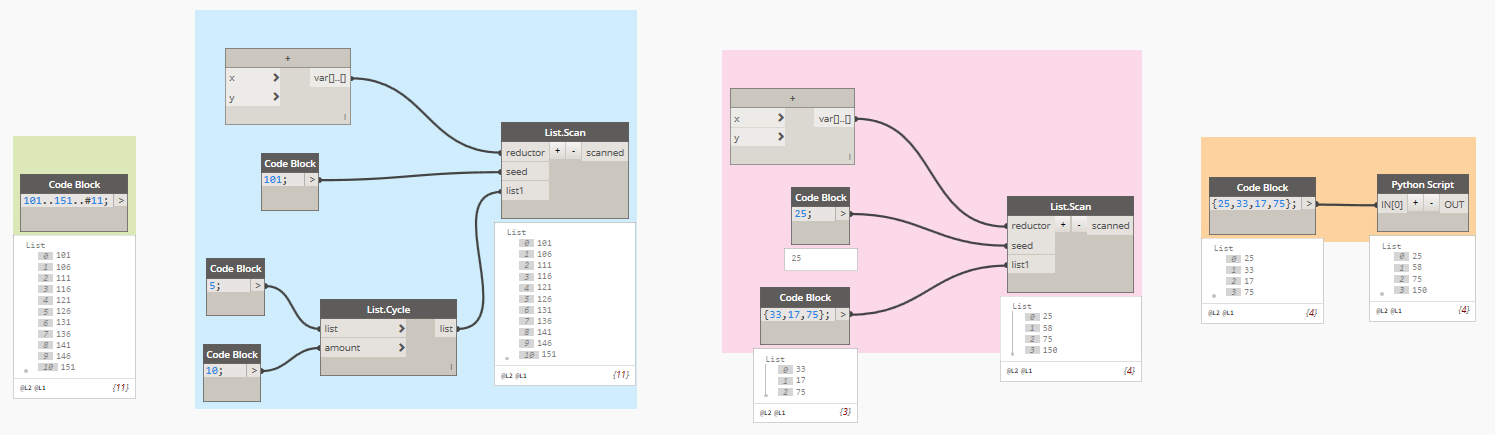 Code Block
101..151..#11; >
List
0 101
1 106
2 111
3 116
4 121
5 126
6 131
7 136
8 141
9 146
10 151
@L2 @L1 {11}
+
x > var[]..[]
y >
l
Code Block
101; >
Code Block
5; >
Code Block
10; >
List.Cycle
list > list
amount >
l
List.Scan
reductor + - scanned
seed
list1
List
0 101
1 106
2 111
3 116
4 121
5 126
6 131
7 136
8 141
9 146
10 151
@L2 @L1 {11}
+
x > var[]..[]
y >
l
Code Block
25; >
25
Code Block
{33,17,75}; >
List
0 33
1 17
2 75
@L2 @L1 {3}
List.Scan
reductor + - scanned
seed
list1
List
0 25
1 58
2 75
3 150
@L2 @L1 {4}
Code Block
{25,33,17,75}; >
List
0 25
1 33
2 17
3 75
@L2 @L1 {4}
Python Script
IN[0] + - OUT
List
0 25
1 58
2 75
3 150
@L2 @L1 {4}